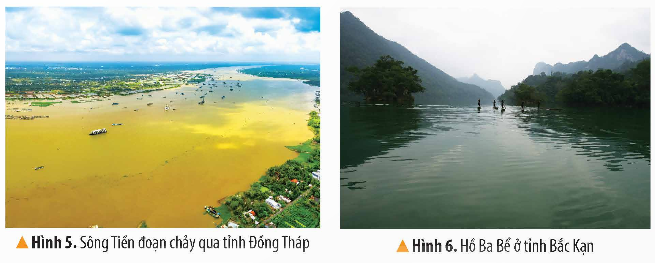 ▲ Hình 5. Sông Tiền đoạn chảy qua tỉnh Đồng Tháp
▲ Hình 6. Hồ Ba Bể ở tỉnh Bắc Kạn